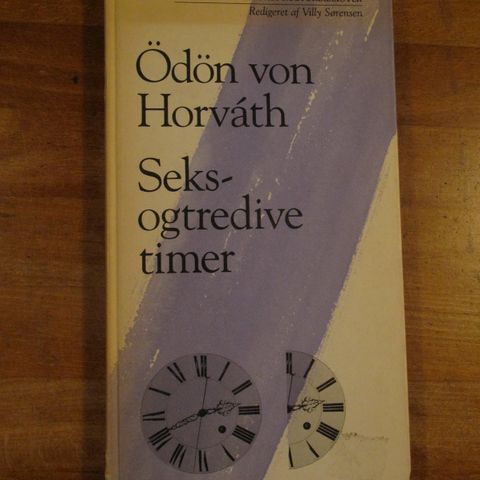 Redigeret af Villy Sørensen
Ödön von
Horváth
Seks-
ogtredive
timer